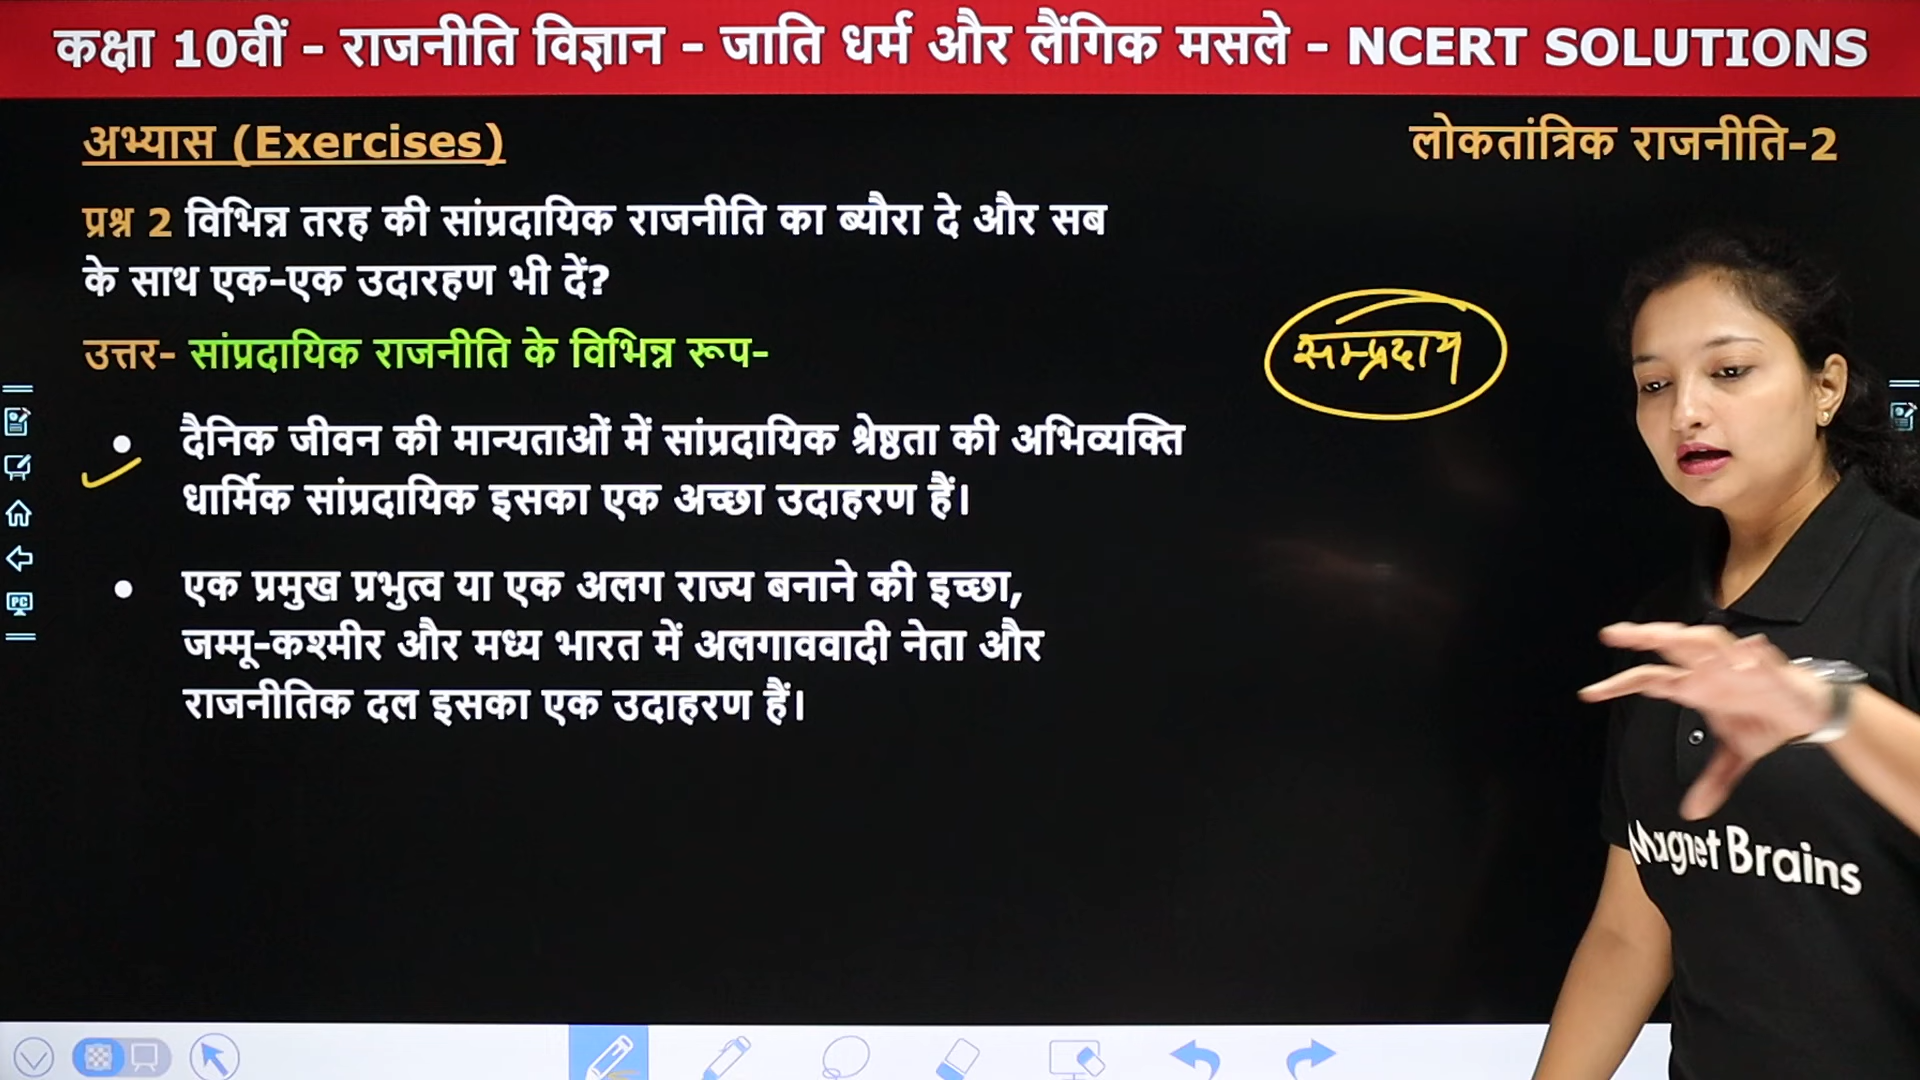 कक्षा 10वीं - राजनीति विज्ञान - जाति धर्म और लैंगिक मसले - NCERT SOLUTIONS
अभ्यास (Exercises)
लोकतांत्रिक राजनीति-2
प्रश्न 2 विभिन्न तरह की सांप्रदायिक राजनीति का ब्यौरा दे और सब
के साथ एक-एक उदारहण भी दें?
सम्प्रदाय
उत्तर- सांप्रदायिक राजनीति के विभिन्न रूप-
● दैनिक जीवन की मान्यताओं में सांप्रदायिक श्रेष्ठता की अभिव्यक्ति
धार्मिक सांप्रदायिक इसका एक अच्छा उदाहरण हैं।
● एक प्रमुख प्रभुत्व या एक अलग राज्य बनाने की इच्छा,
जम्मू-कश्मीर और मध्य भारत में अलगाववादी नेता और
राजनीतिक दल इसका एक उदाहरण हैं।
PC
Magnet Brains